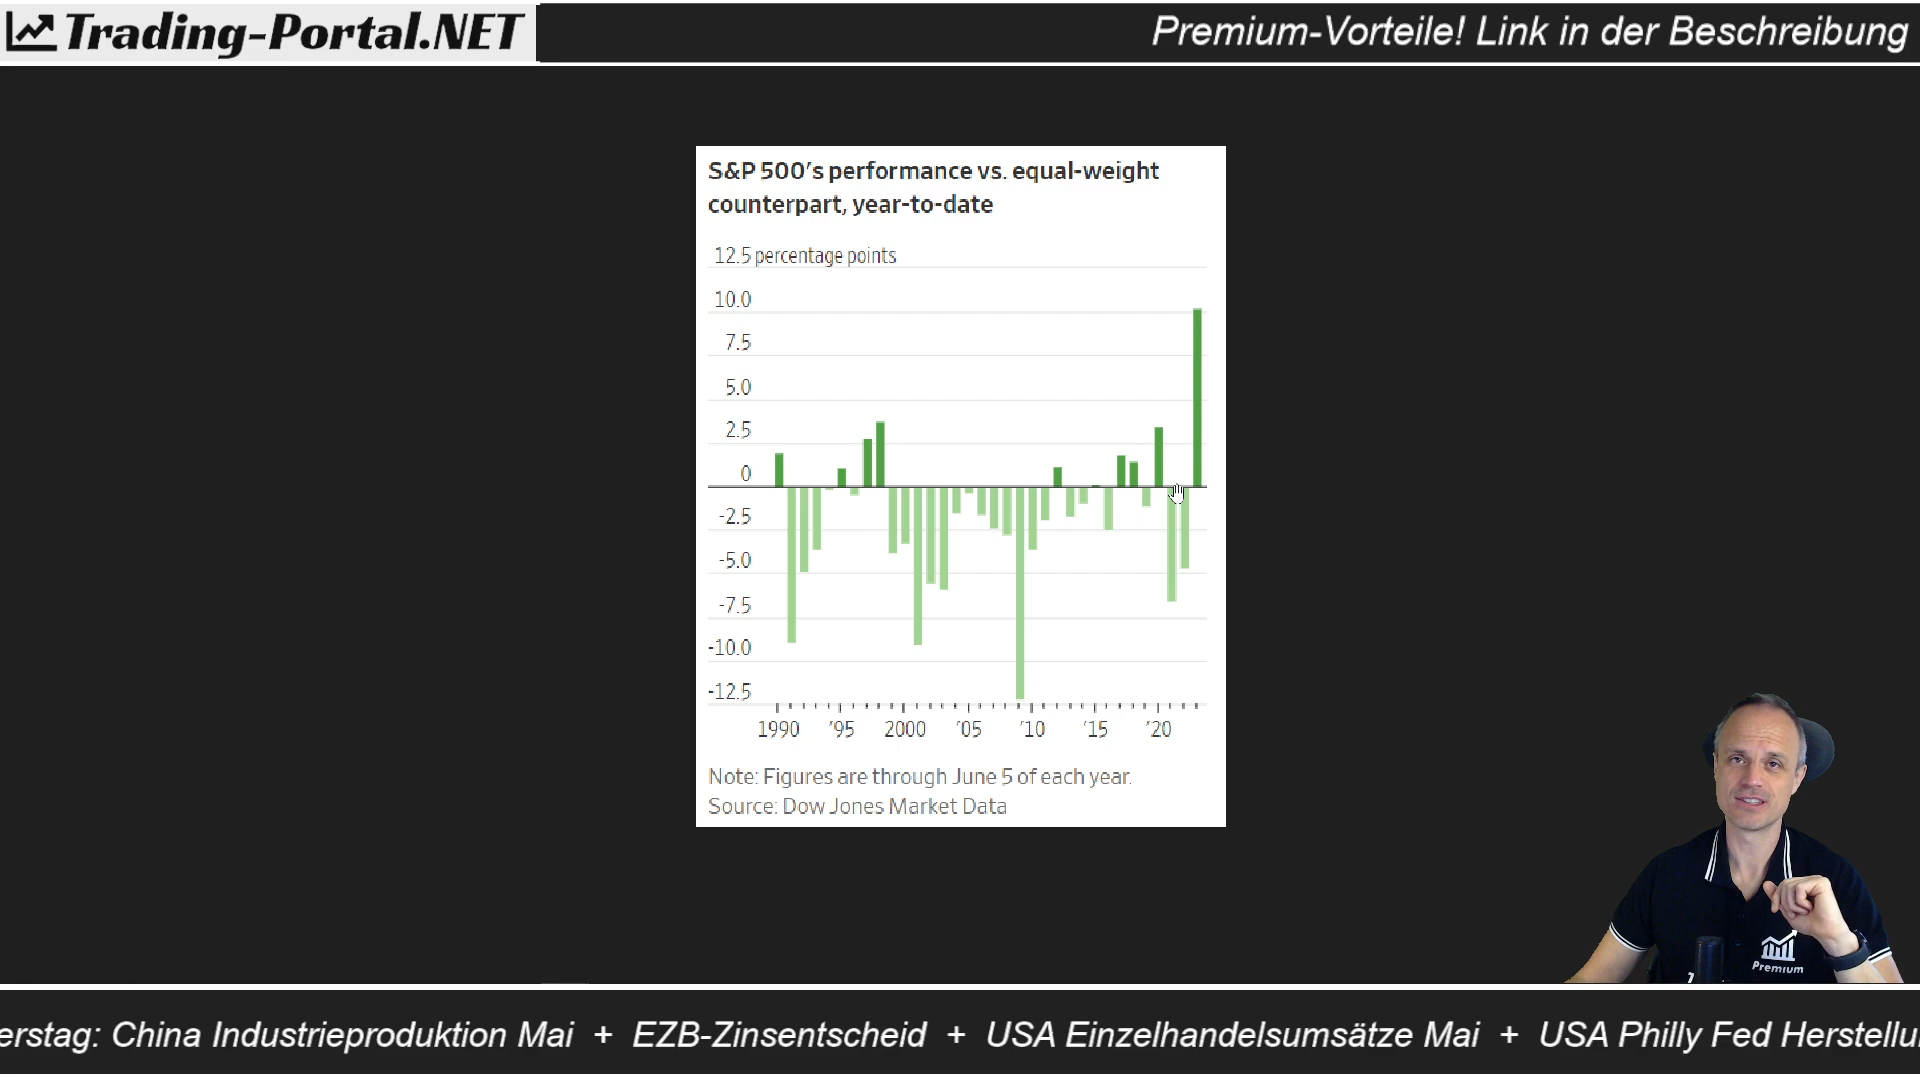 Trading-Portal.NET
Premium-Vorteile! Link in der Beschreibung
S&P 500's performance vs. equal-weight
counterpart, year-to-date
12.5 percentage points
10.0
7.5
5.0
2.5
0
-2.5
-5.0
-7.5
-10.0
-12.5
1990 '95 2000 '05 '10 '15 '20
Note: Figures are through June 5 of each year.
Source: Dow Jones Market Data
Premium
erstag: China Industrieproduktion Mai + EZB-Zinsentscheid + USA Einzelhandelsumsätze Mai + USA Philly Fed Herstellu